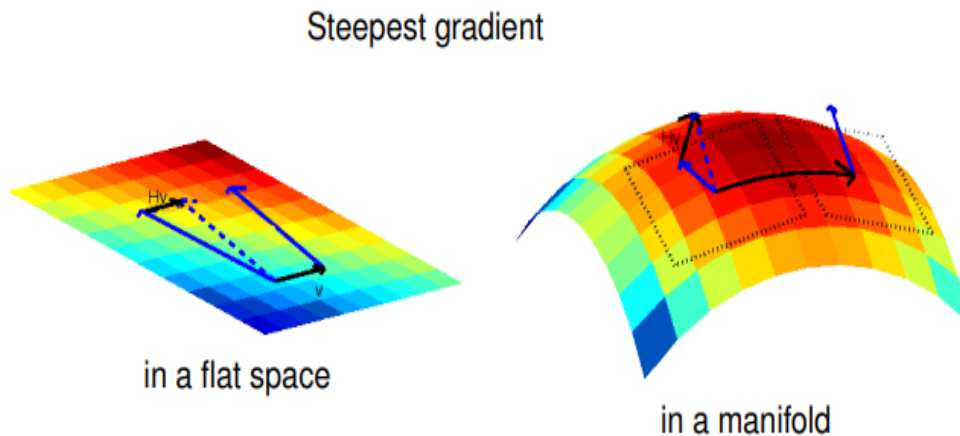 Steepest gradient
Hv
v
in a flat space
Hv
v
in a manifold